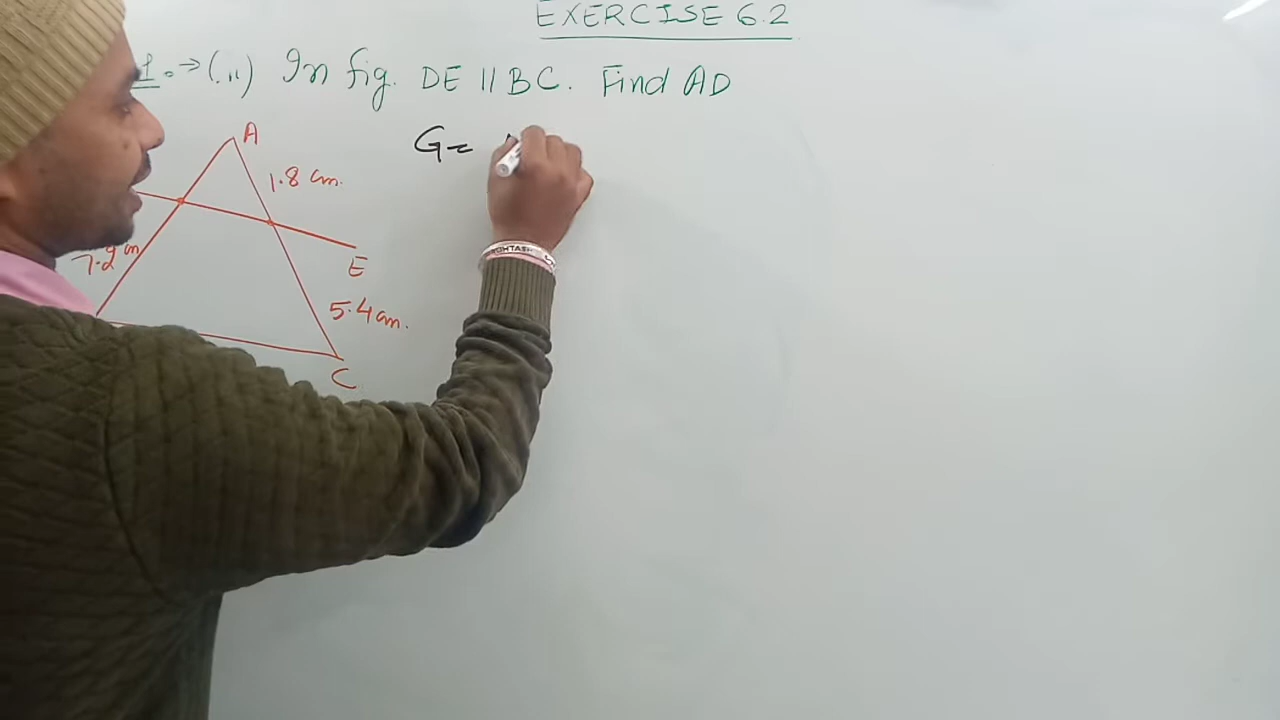 EXERCISE 6.2
1. → (ii) In fig. DE || BC. Find AD
G=
A
1.8 cm.
7.2 cm
E
5.4 cm.
C